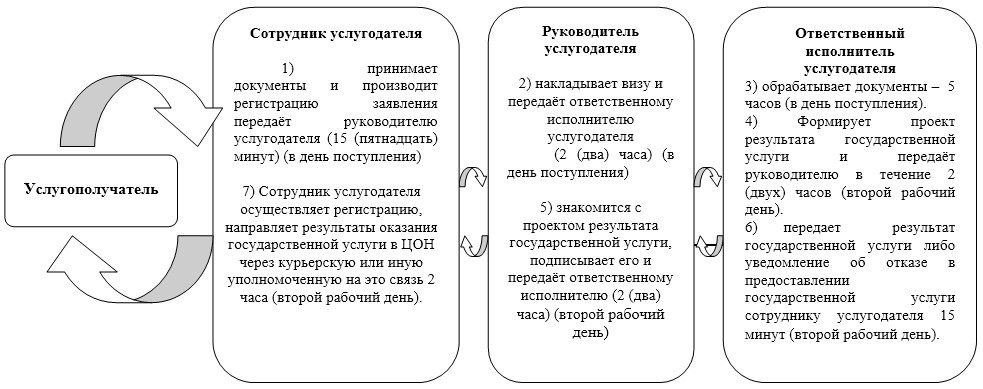 Услугополучатель
Сотрудник услугодателя
1) принимает
документы и производит
регистрацию заявления
передаёт руководителю
услугодателя (15 (пятнадцать)
минут) (в день поступления)
7) Сотрудник услугодателя
осуществляет регистрацию,
направляет результаты оказания
государственной услуги в ЦОН
через курьерскую или иную
уполномоченную на это связь 2
часа (второй рабочий день).
Руководитель
услугодателя
2) накладывает визу и
передаёт ответственному
исполнителю
услугодателя
(2 (два) часа) (в
день поступления)
5) знакомится с
проектом результата
государственной услуги,
подписывает его и
передаёт ответственному
исполнителю (2 (два)
часа) (второй рабочий
день)
Ответственный
исполнитель
услугодателя
3) обрабатывает документы – 5
часов (в день поступления).
4) Формирует проект
результата государственной
услуги и передаёт
руководителю в течение 2
(двух) часов (второй рабочий
день).
6) передает результат
государственной услуги либо
уведомление об отказе в
предоставлении
государственной услуги
сотруднику услугодателя 15
минут (второй рабочий день).